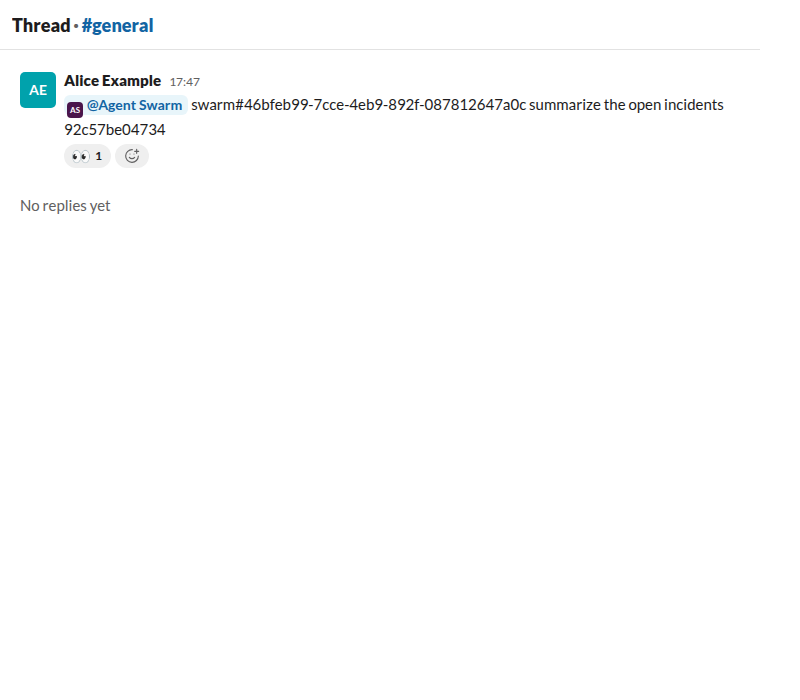 Thread • #general
AE
Alice Example 17:47
AS @Agent Swarm swarm#46bfeb99-7cce-4eb9-892f-087812647a0c summarize the open incidents
92c57be04734
👀 1
No replies yet